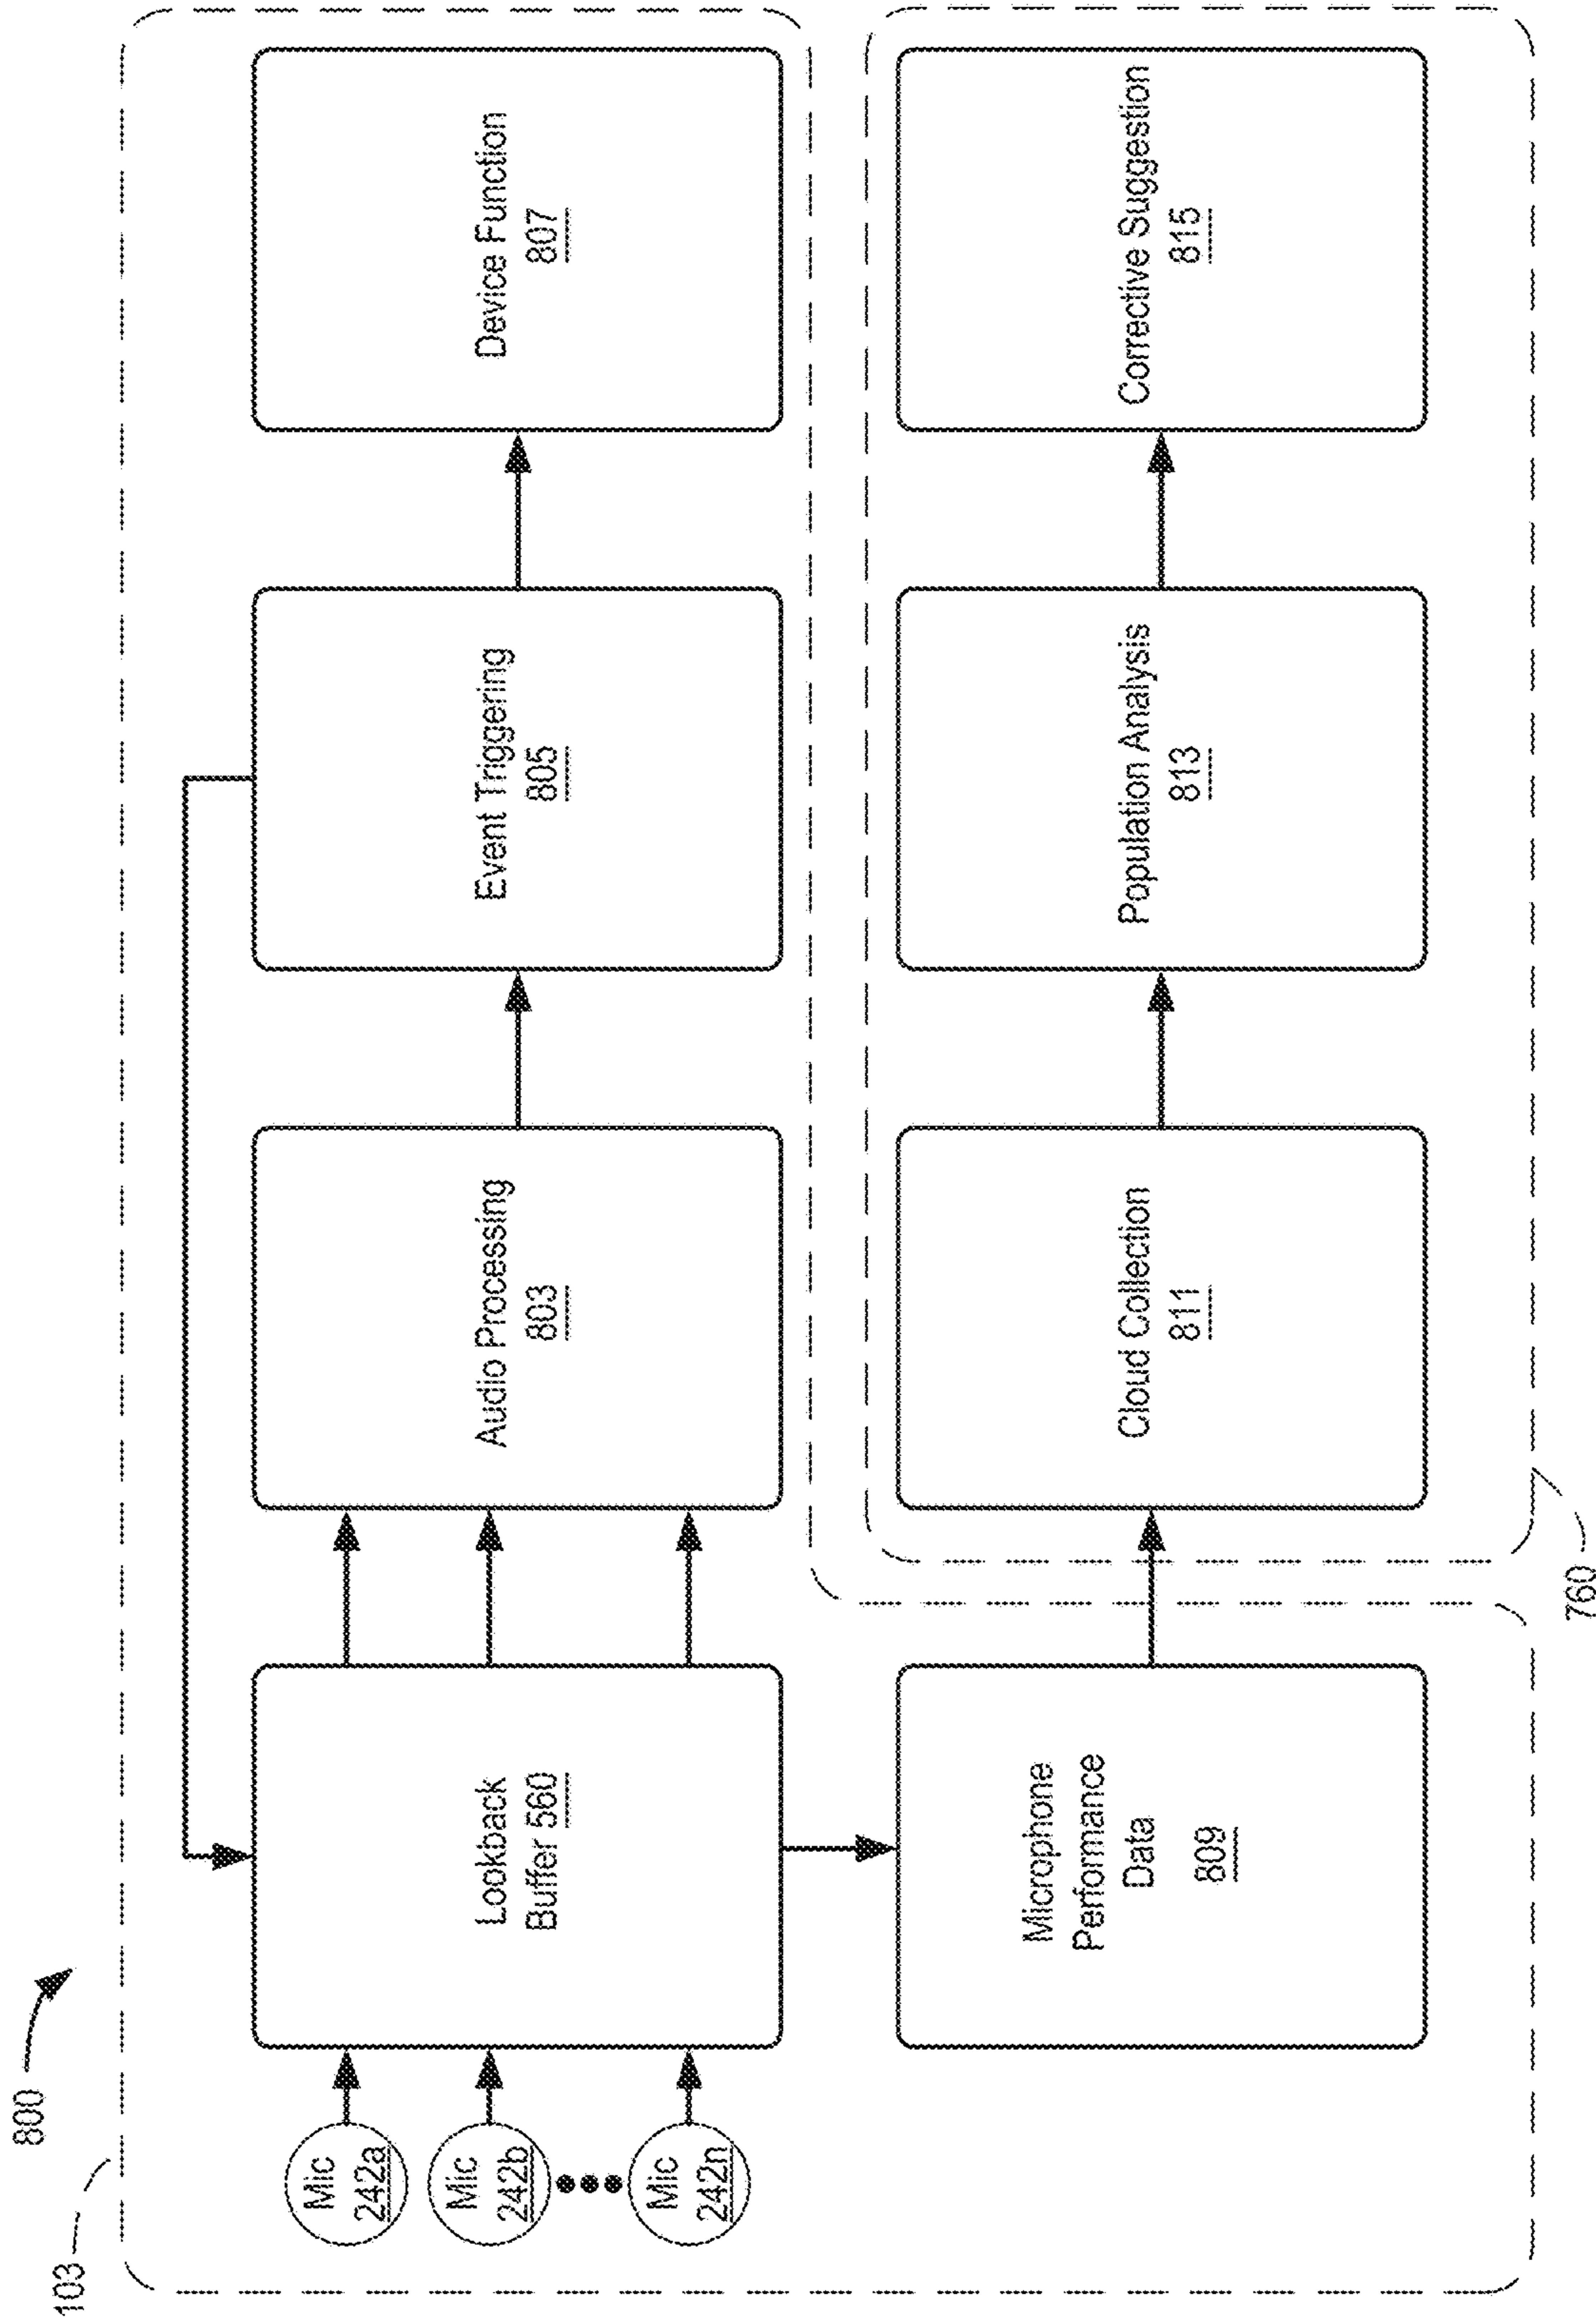 800
103
Mic
242a
Mic
242b
Mic
242n
Lookback
Buffer 560
Audio Processing
803
Event Triggering
805
Device Function
807
Microphone
Performance
Data
809
Cloud Collection
811
Population Analysis
813
Corrective Suggestion
815
760